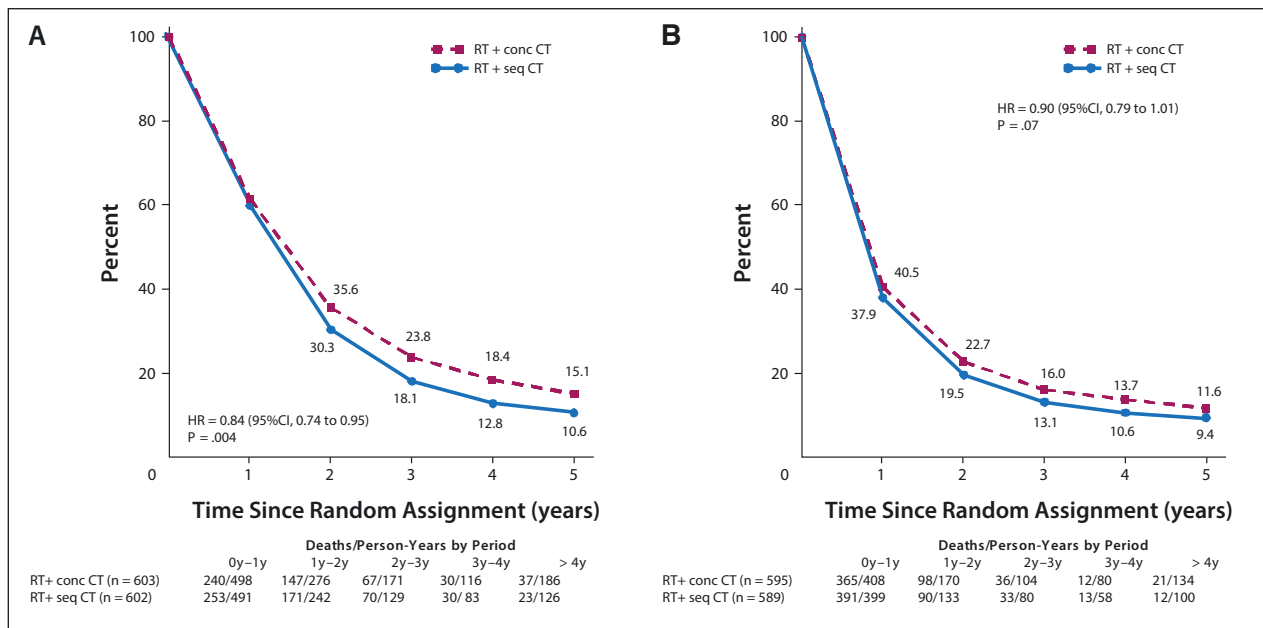 A
RT + conc CT
RT + seq CT
100
80
60
40
20
0
Percent
35.6
30.3
23.8
18.1
18.4
12.8
15.1
10.6
HR = 0.84 (95%CI, 0.74 to 0.95)
P = .004
1 2 3 4 5
Time Since Random Assignment (years)
Deaths/Person-Years by Period
0y–1y 1y–2y 2y–3y 3y–4y > 4y
RT+ conc CT (n = 603) 240/498 147/276 67/171 30/116 37/186
RT+ seq CT (n = 602) 253/491 171/242 70/129 30/ 83 23/126
B
RT + conc CT
RT + seq CT
HR = 0.90 (95%CI, 0.79 to 1.01)
P = .07
100
80
60
40
20
0
Percent
40.5
37.9
22.7
19.5
16.0
13.1
13.7
10.6
11.6
9.4
1 2 3 4 5
Time Since Random Assignment (years)
Deaths/Person-Years by Period
0y–1y 1y–2y 2y–3y 3y–4y > 4y
RT+ conc CT (n = 595) 365/408 98/170 36/104 12/80 21/134
RT+ seq CT (n = 589) 391/399 90/133 33/80 13/58 12/100